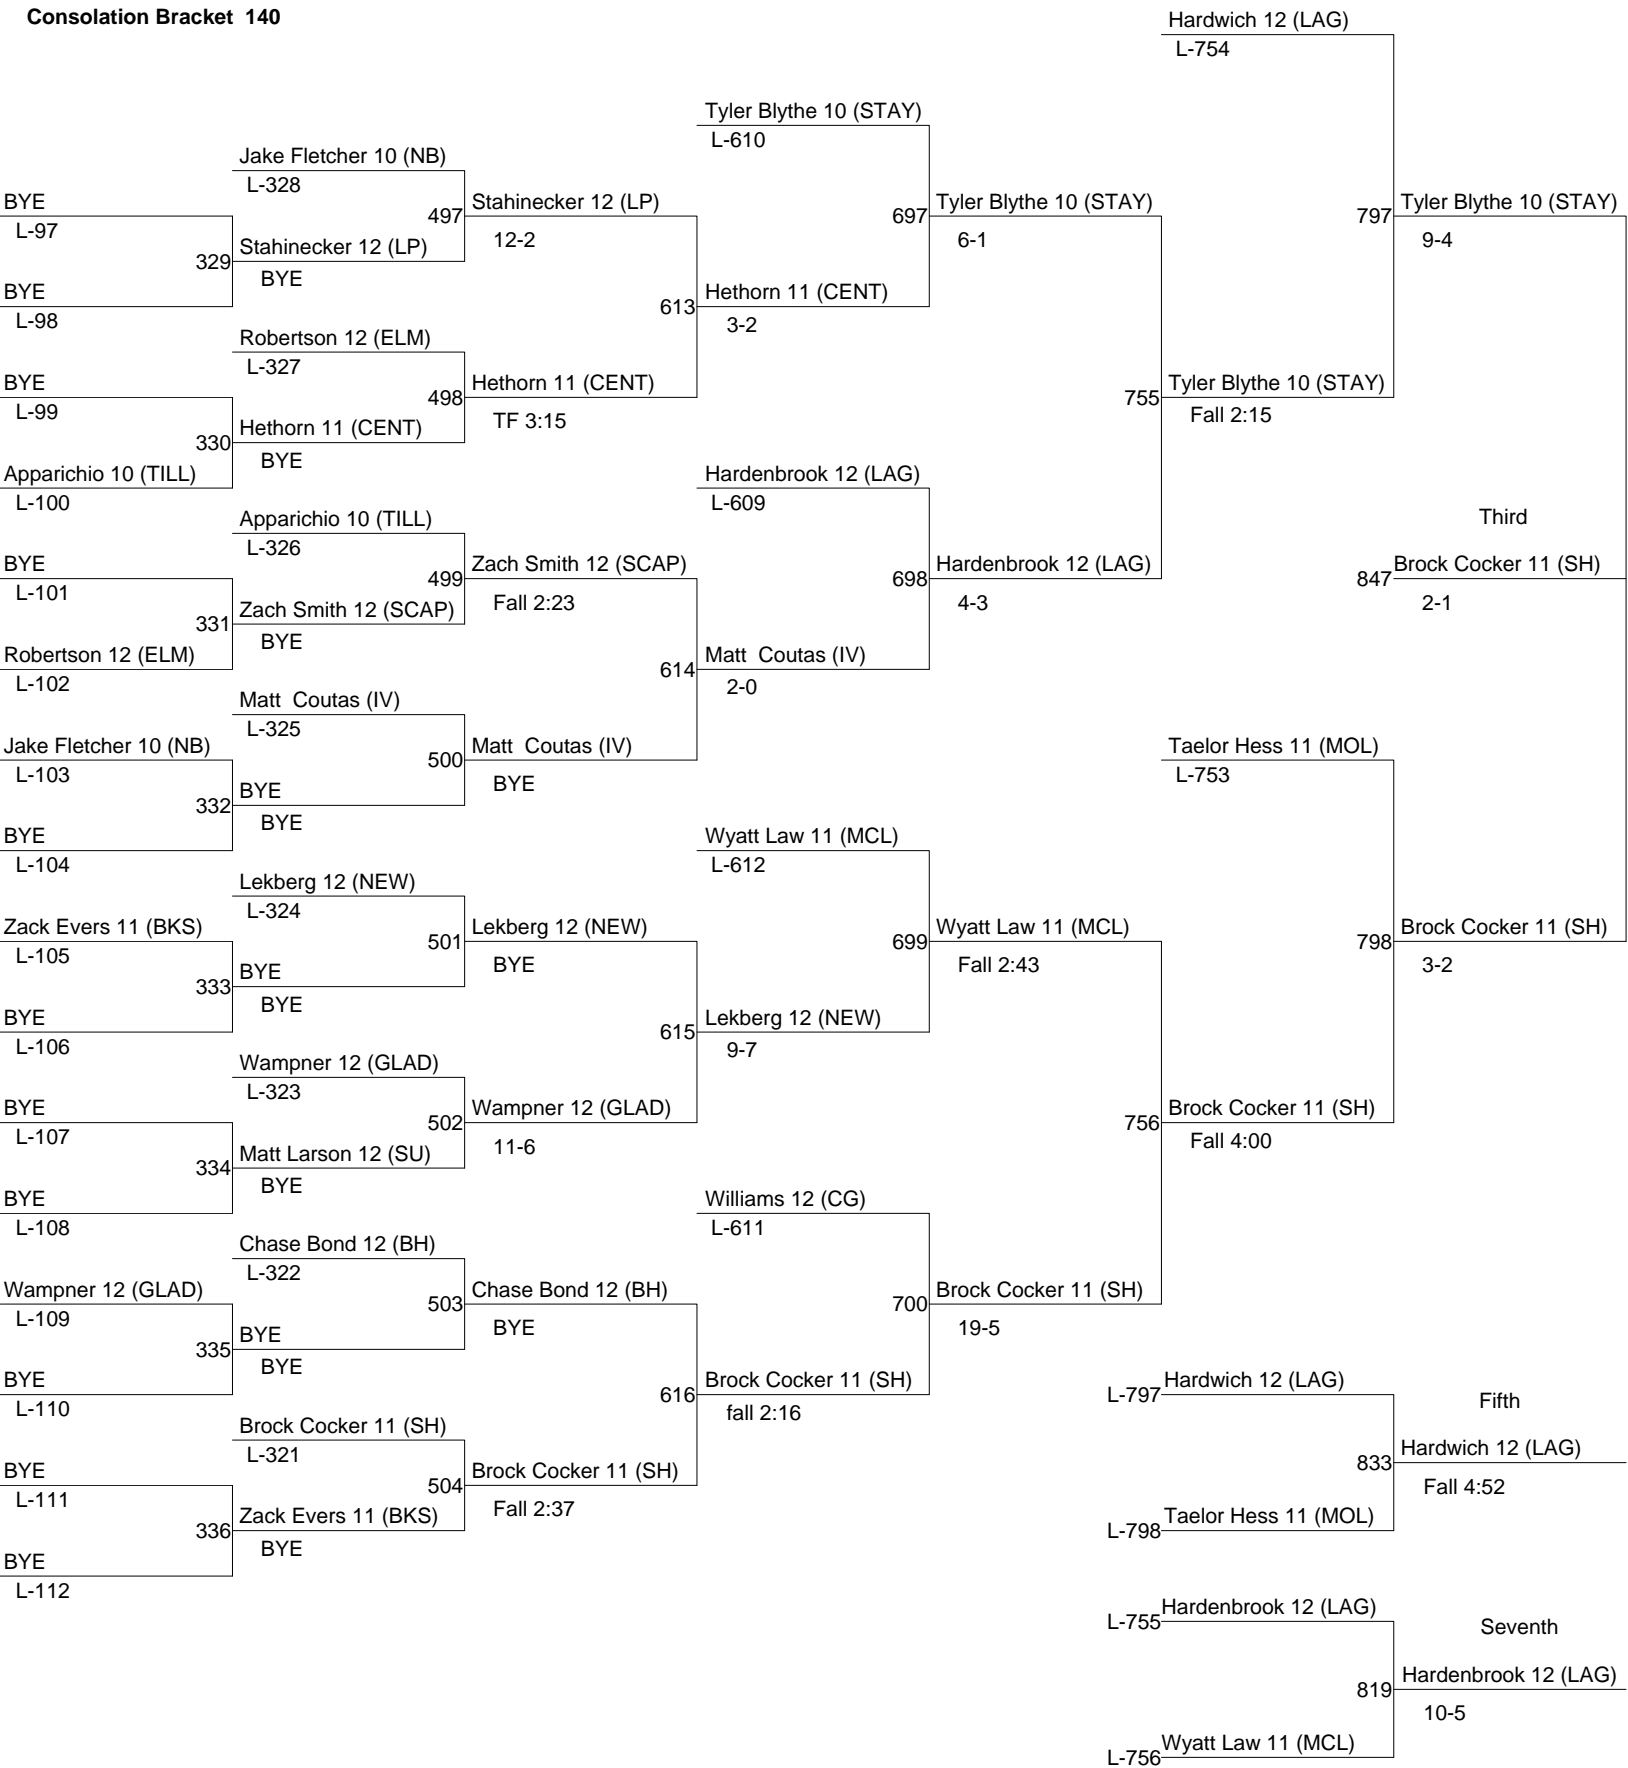 Consolation Bracket  140
BYE
L-97
BYE
L-98
BYE
L-99
Apparichio 10 (TILL)
L-100
BYE
L-101
Robertson 12 (ELM)
L-102
Jake Fletcher 10 (NB)
L-103
BYE
L-104
Zack Evers 11 (BKS)
L-105
BYE
L-106
BYE
L-107
BYE
L-108
Wampner 12 (GLAD)
L-109
BYE
L-110
BYE
L-111
BYE
L-112
Jake Fletcher 10 (NB)
L-328
329
Stahinecker 12 (LP)
BYE
Robertson 12 (ELM)
L-327
330
Hethorn 11 (CENT)
BYE
Apparichio 10 (TILL)
L-326
331
Zach Smith 12 (SCAP)
BYE
Matt  Coutas (IV)
L-325
332
BYE
BYE
Lekberg 12 (NEW)
L-324
333
BYE
BYE
Wampner 12 (GLAD)
L-323
334
Matt Larson 12 (SU)
BYE
Chase Bond 12 (BH)
L-322
335
BYE
BYE
Brock Cocker 11 (SH)
L-321
336
Zack Evers 11 (BKS)
BYE
497
Stahinecker 12 (LP)
12-2
498
Hethorn 11 (CENT)
TF 3:15
499
Zach Smith 12 (SCAP)
Fall 2:23
500
Matt  Coutas (IV)
BYE
501
Lekberg 12 (NEW)
BYE
502
Wampner 12 (GLAD)
11-6
503
Chase Bond 12 (BH)
BYE
504
Brock Cocker 11 (SH)
Fall 2:37
Tyler Blythe 10 (STAY)
L-610
613
Hethorn 11 (CENT)
3-2
Hardenbrook 12 (LAG)
L-609
614
Matt  Coutas (IV)
2-0
Wyatt Law 11 (MCL)
L-612
615
Lekberg 12 (NEW)
9-7
Williams 12 (CG)
L-611
616
Brock Cocker 11 (SH)
fall 2:16
697
Tyler Blythe 10 (STAY)
6-1
698
Hardenbrook 12 (LAG)
4-3
699
Wyatt Law 11 (MCL)
Fall 2:43
700
Brock Cocker 11 (SH)
19-5
Hardwich 12 (LAG)
L-754
755
Tyler Blythe 10 (STAY)
Fall 2:15
Taelor Hess 11 (MOL)
L-753
756
Brock Cocker 11 (SH)
Fall 4:00
797
Tyler Blythe 10 (STAY)
9-4
Third
847
Brock Cocker 11 (SH)
2-1
798
Brock Cocker 11 (SH)
3-2
L-797
Hardwich 12 (LAG)
Fifth
833
Hardwich 12 (LAG)
Fall 4:52
L-798
Taelor Hess 11 (MOL)
L-755
Hardenbrook 12 (LAG)
Seventh
819
Hardenbrook 12 (LAG)
10-5
L-756
Wyatt Law 11 (MCL)